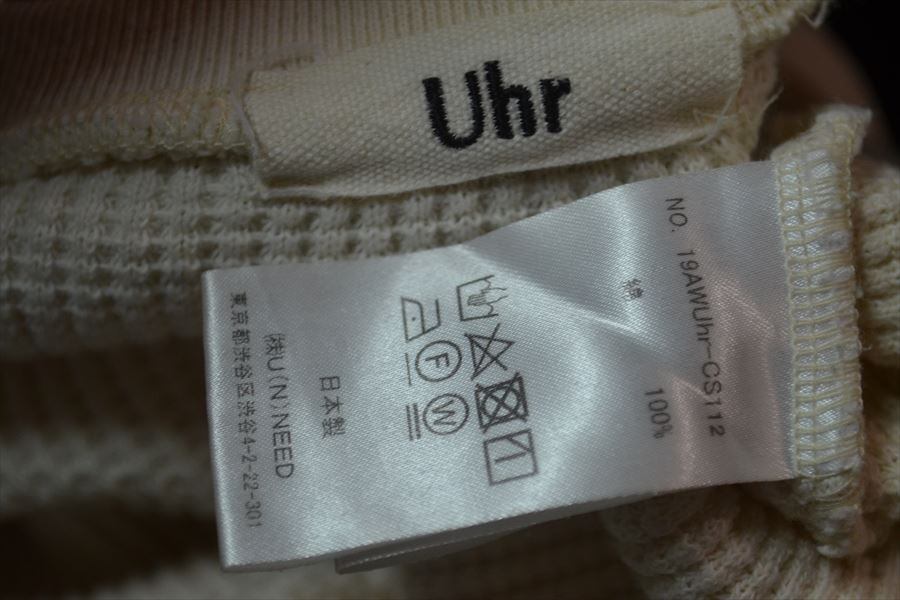 Uhr
NO. 19AWUhr-CS112
綿 100%
F W
日本製
㈱U(N)NEED
東京都渋谷区渋谷4-2-22-301